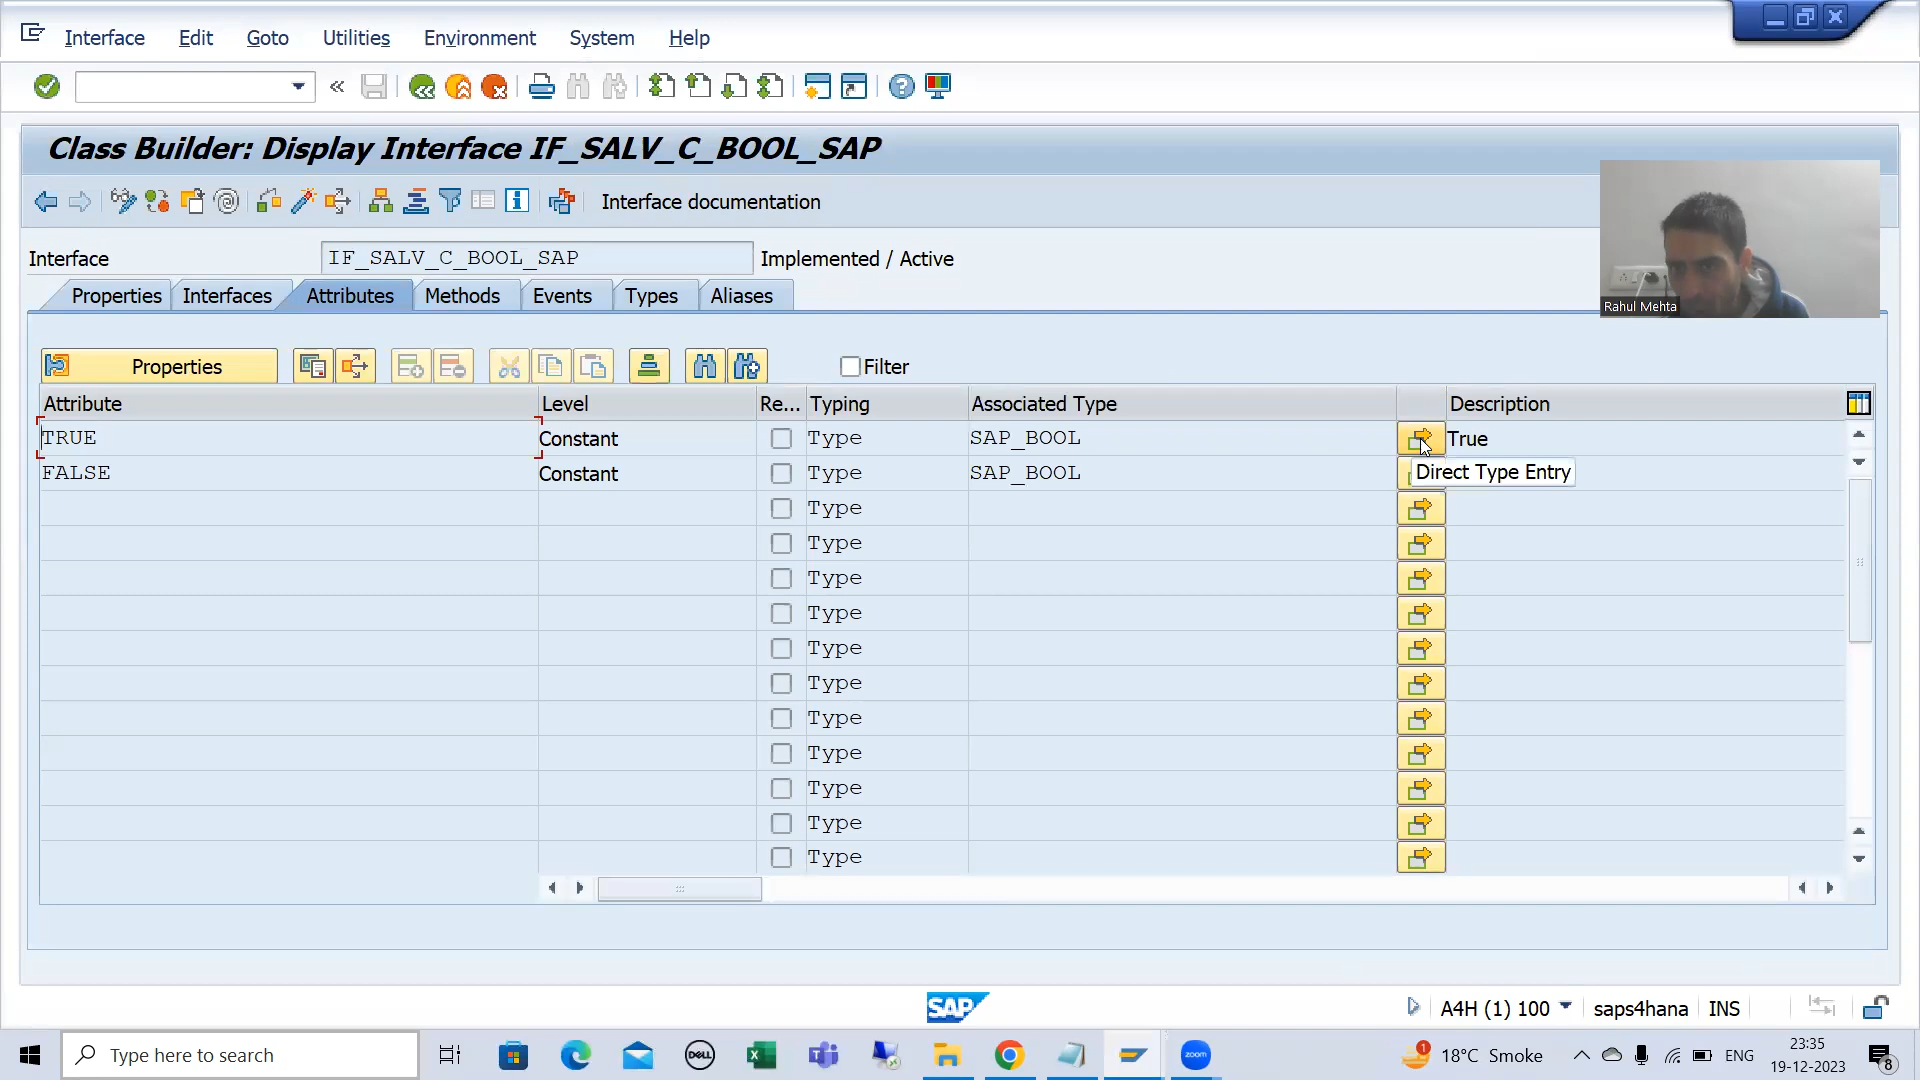 Interface Edit Goto Utilities Environment System Help
Class Builder: Display Interface IF_SALV_C_BOOL_SAP
Interface documentation
Interface IF_SALV_C_BOOL_SAP Implemented / Active
Properties Interfaces Attributes Methods Events Types Aliases
Rahul Mehta
Properties Filter
Attribute Level Re... Typing Associated Type Description
TRUE Constant Type SAP_BOOL True
FALSE Constant Type SAP_BOOL
Direct Type Entry
Type
Type
Type
Type
Type
Type
Type
Type
Type
Type
Type
SAP A4H (1) 100 saps4hana INS
Type here to search
DELL
zoom
1
18°C Smoke
ENG
23:35
19-12-2023
8